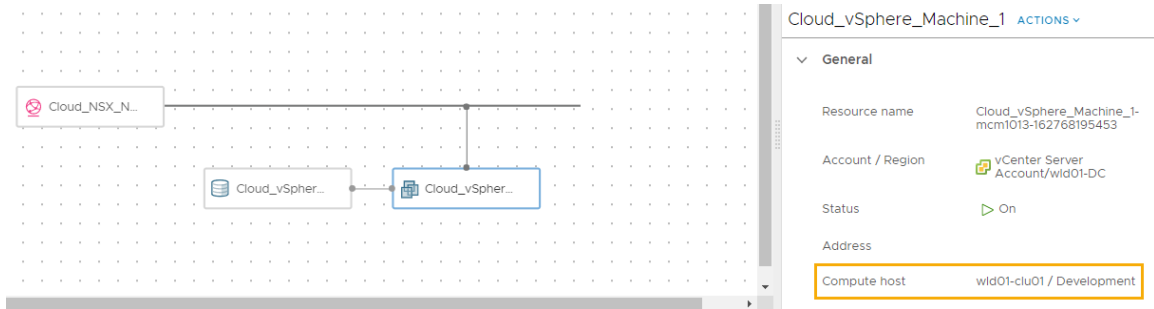 Cloud_NSX_N...
Cloud_vSpher...
Cloud_vSpher...
Cloud_vSphere_Machine_1 ACTIONS
General
Resource name
Cloud_vSphere_Machine_1-
mcm1013-162768195453
Account / Region
vCenter Server
Account/wld01-DC
Status
On
Address
Compute host
wld01-clu01 / Development